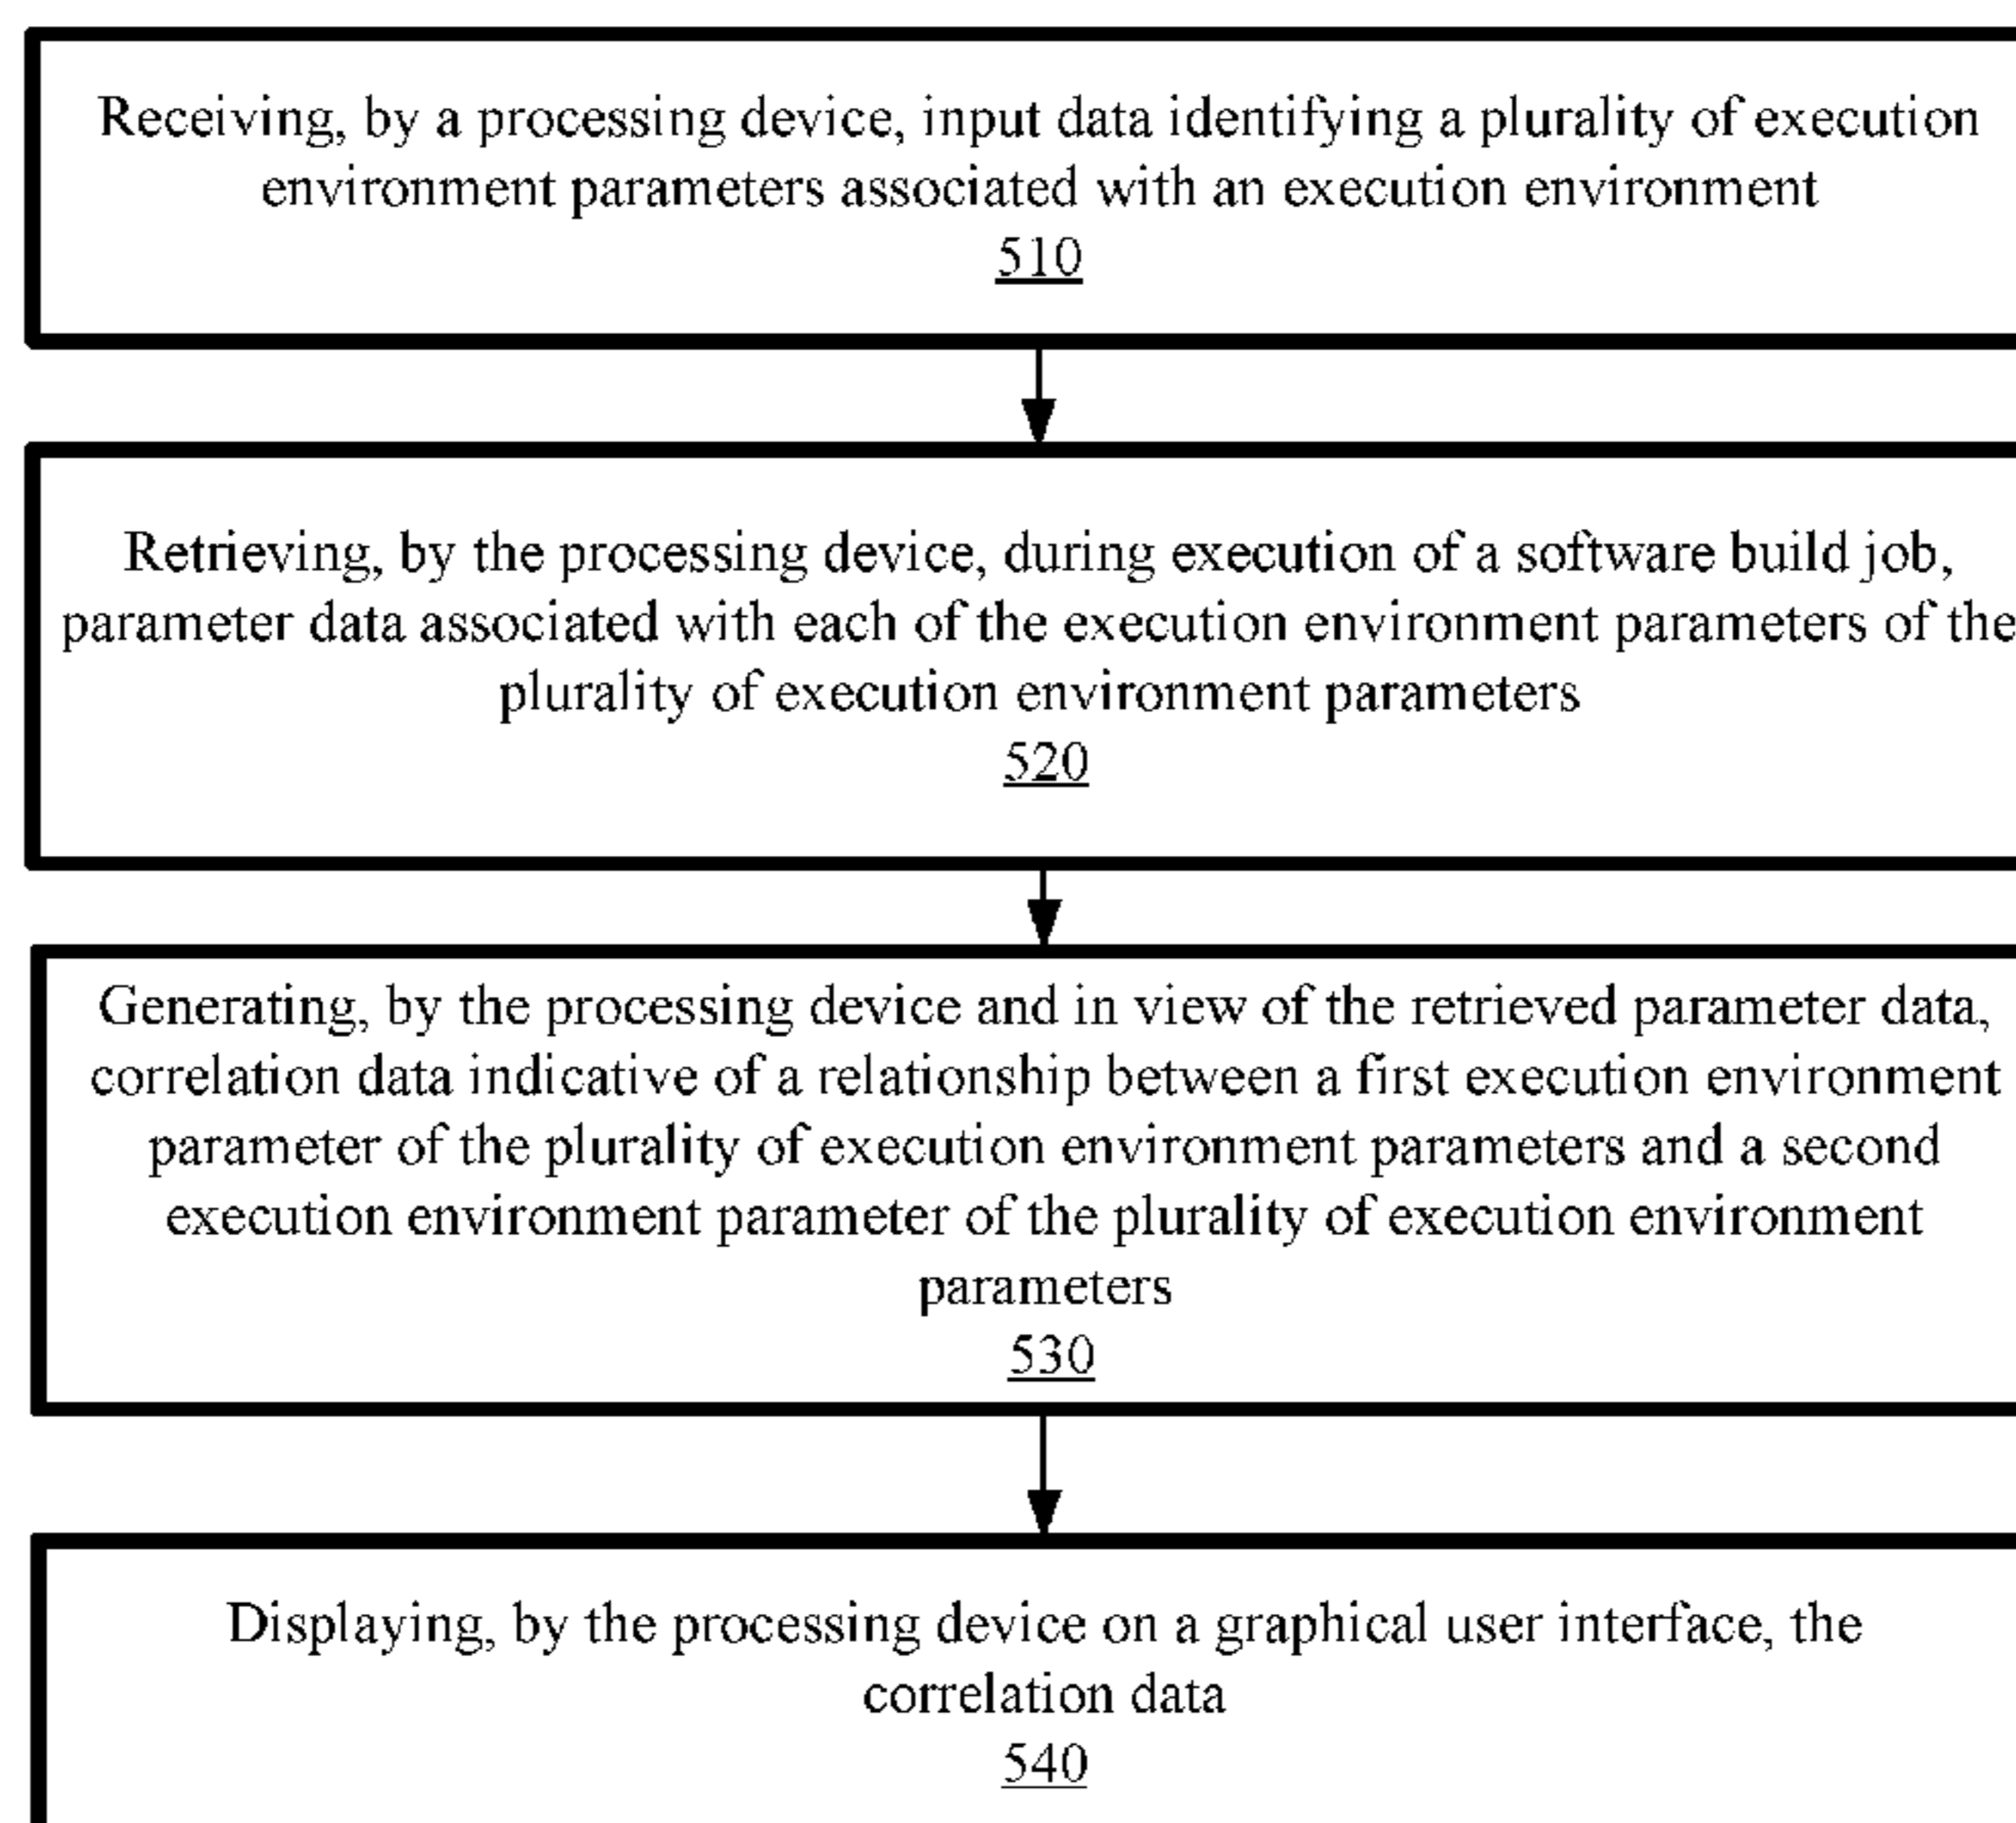 Receiving, by a processing device, input data identifying a plurality of execution
environment parameters associated with an execution environment
510
Retrieving, by the processing device, during execution of a software build job,
parameter data associated with each of the execution environment parameters of the
plurality of execution environment parameters
520
Generating, by the processing device and in view of the retrieved parameter data,
correlation data indicative of a relationship between a first execution environment
parameter of the plurality of execution environment parameters and a second
execution environment parameter of the plurality of execution environment
parameters
530
Displaying, by the processing device on a graphical user interface, the
correlation data
540